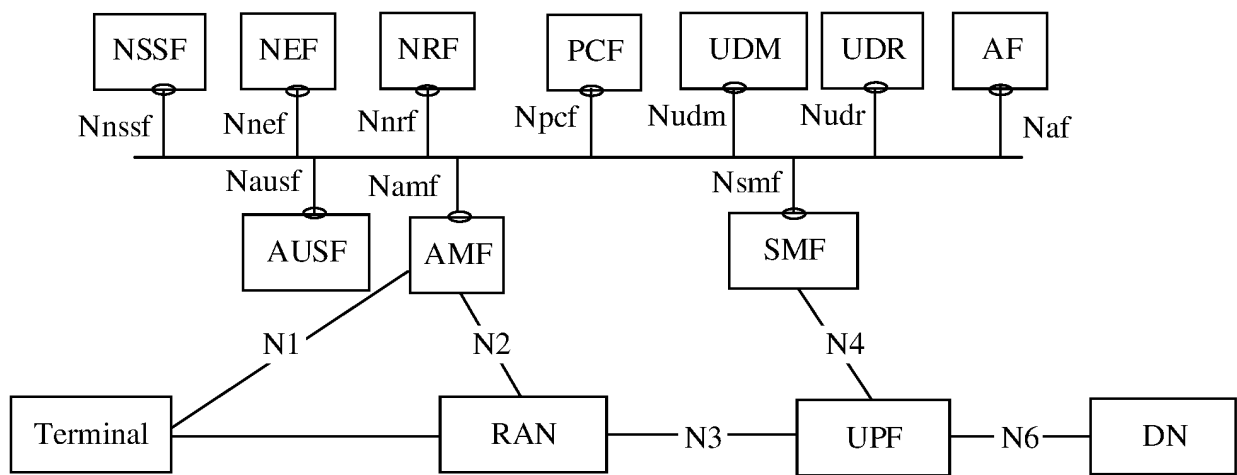 NSSF NEF NRF PCF UDM UDR AF
Nnssf Nnef Nnrf Npcf Nudm Nudr Naf
Nausf Namf Nsmf
AUSF AMF SMF
N1 N2 N4
Terminal RAN N3 UPF N6 DN